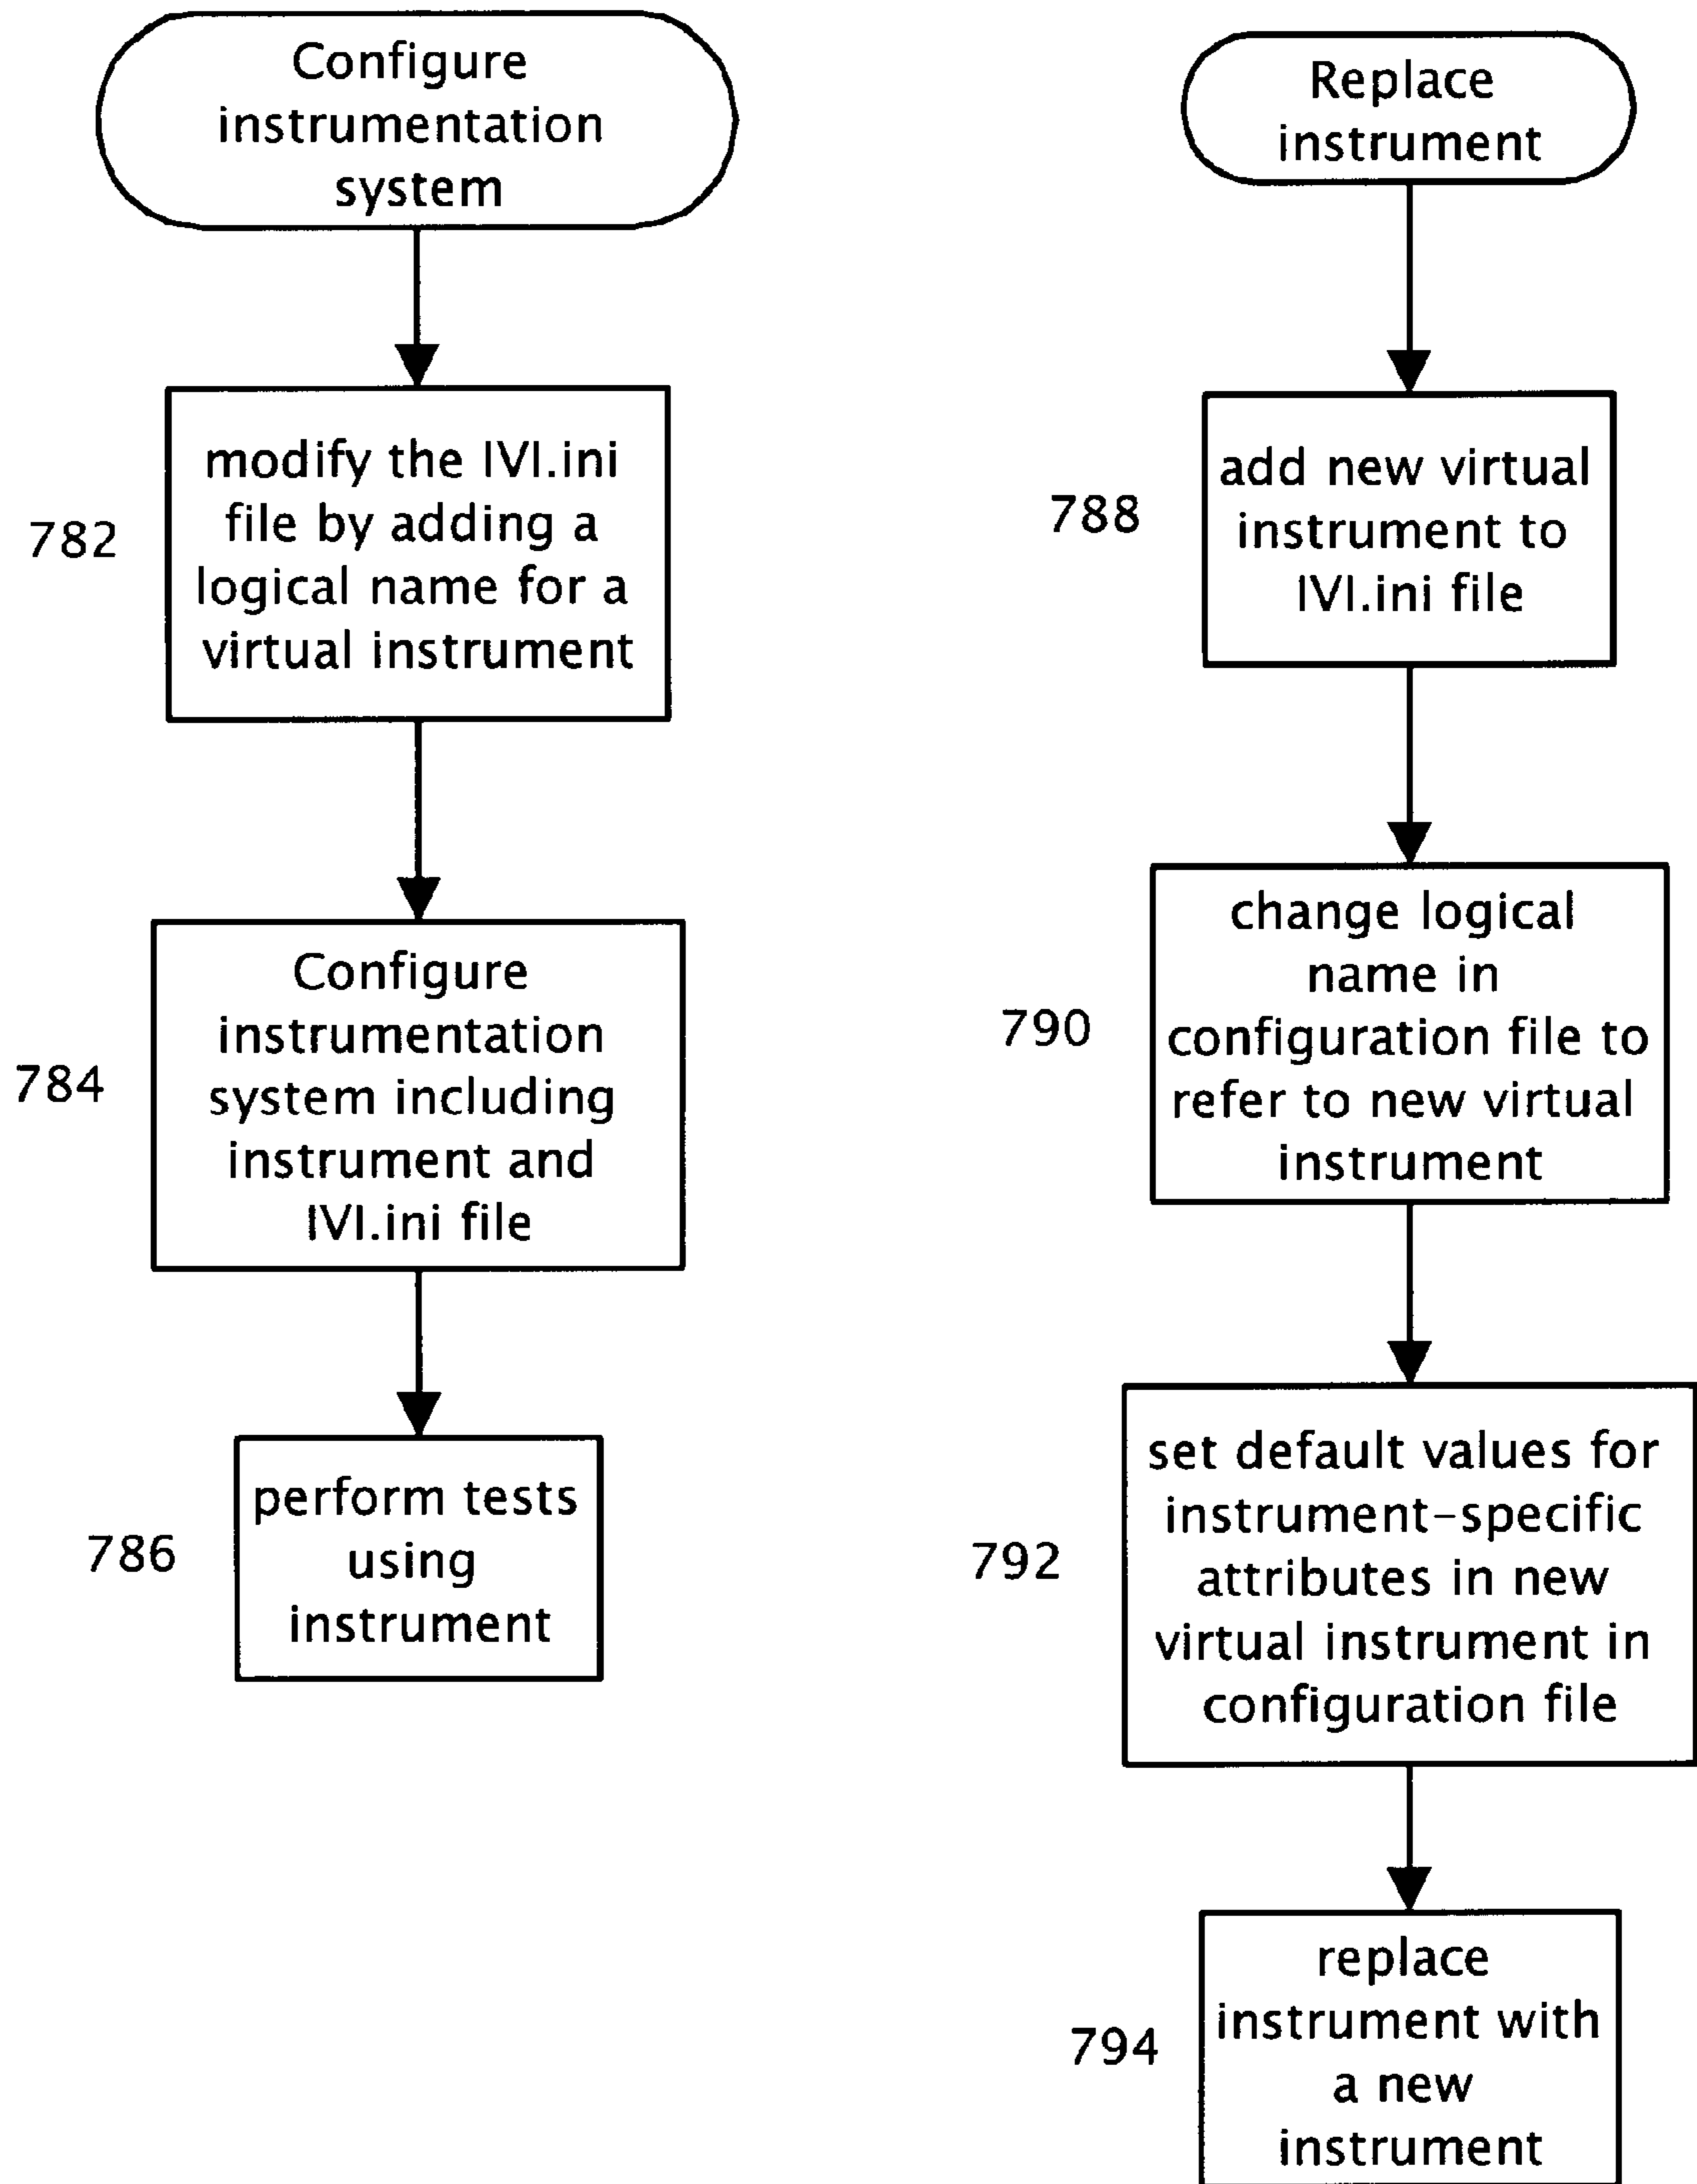 Configure
instrumentation
system
782
modify the IVI.ini
file by adding a
logical name for a
virtual instrument
784
Configure
instrumentation
system including
instrument and
IVI.ini file
786
perform tests
using
instrument
Replace
instrument
788
add new virtual
instrument to
IVI.ini file
790
change logical
name in
configuration file to
refer to new virtual
instrument
792
set default values for
instrument-specific
attributes in new
virtual instrument in
configuration file
794
replace
instrument with
a new
instrument